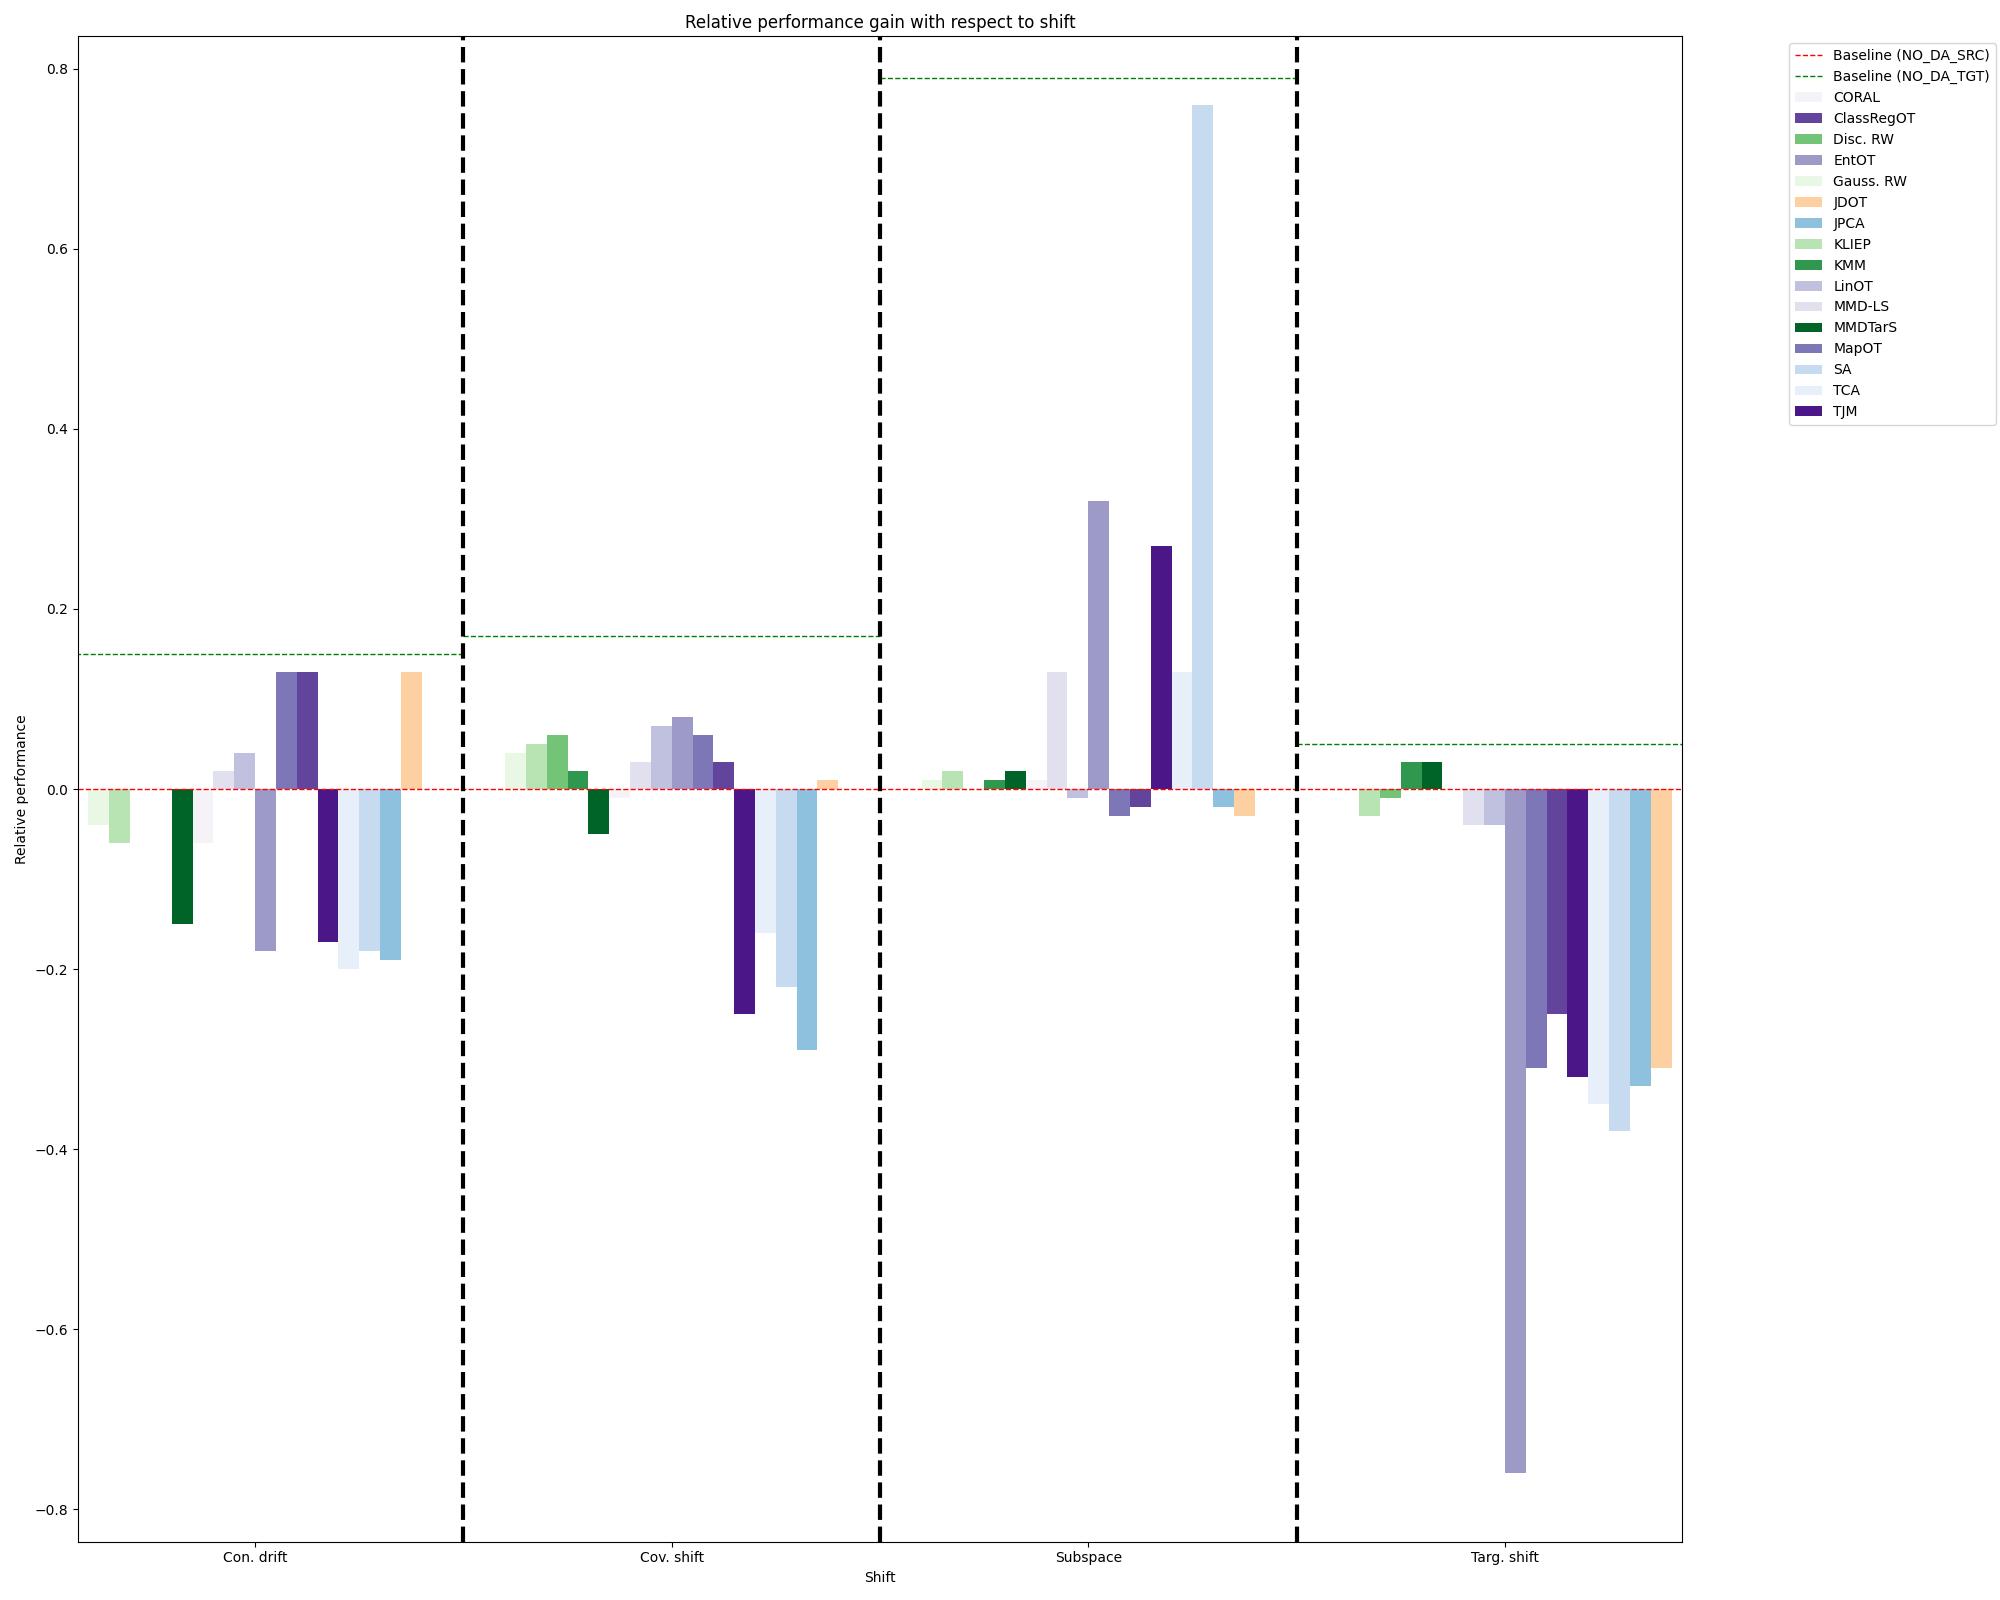 Relative performance gain with respect to shift
Relative performance
0.8
0.6
0.4
0.2
0.0
−0.2
−0.4
−0.6
−0.8
Con. drift
Cov. shift
Subspace
Targ. shift
Shift
Baseline (NO_DA_SRC)
Baseline (NO_DA_TGT)
CORAL
ClassRegOT
Disc. RW
EntOT
Gauss. RW
JDOT
JPCA
KLIEP
KMM
LinOT
MMD-LS
MMDTarS
MapOT
SA
TCA
TJM